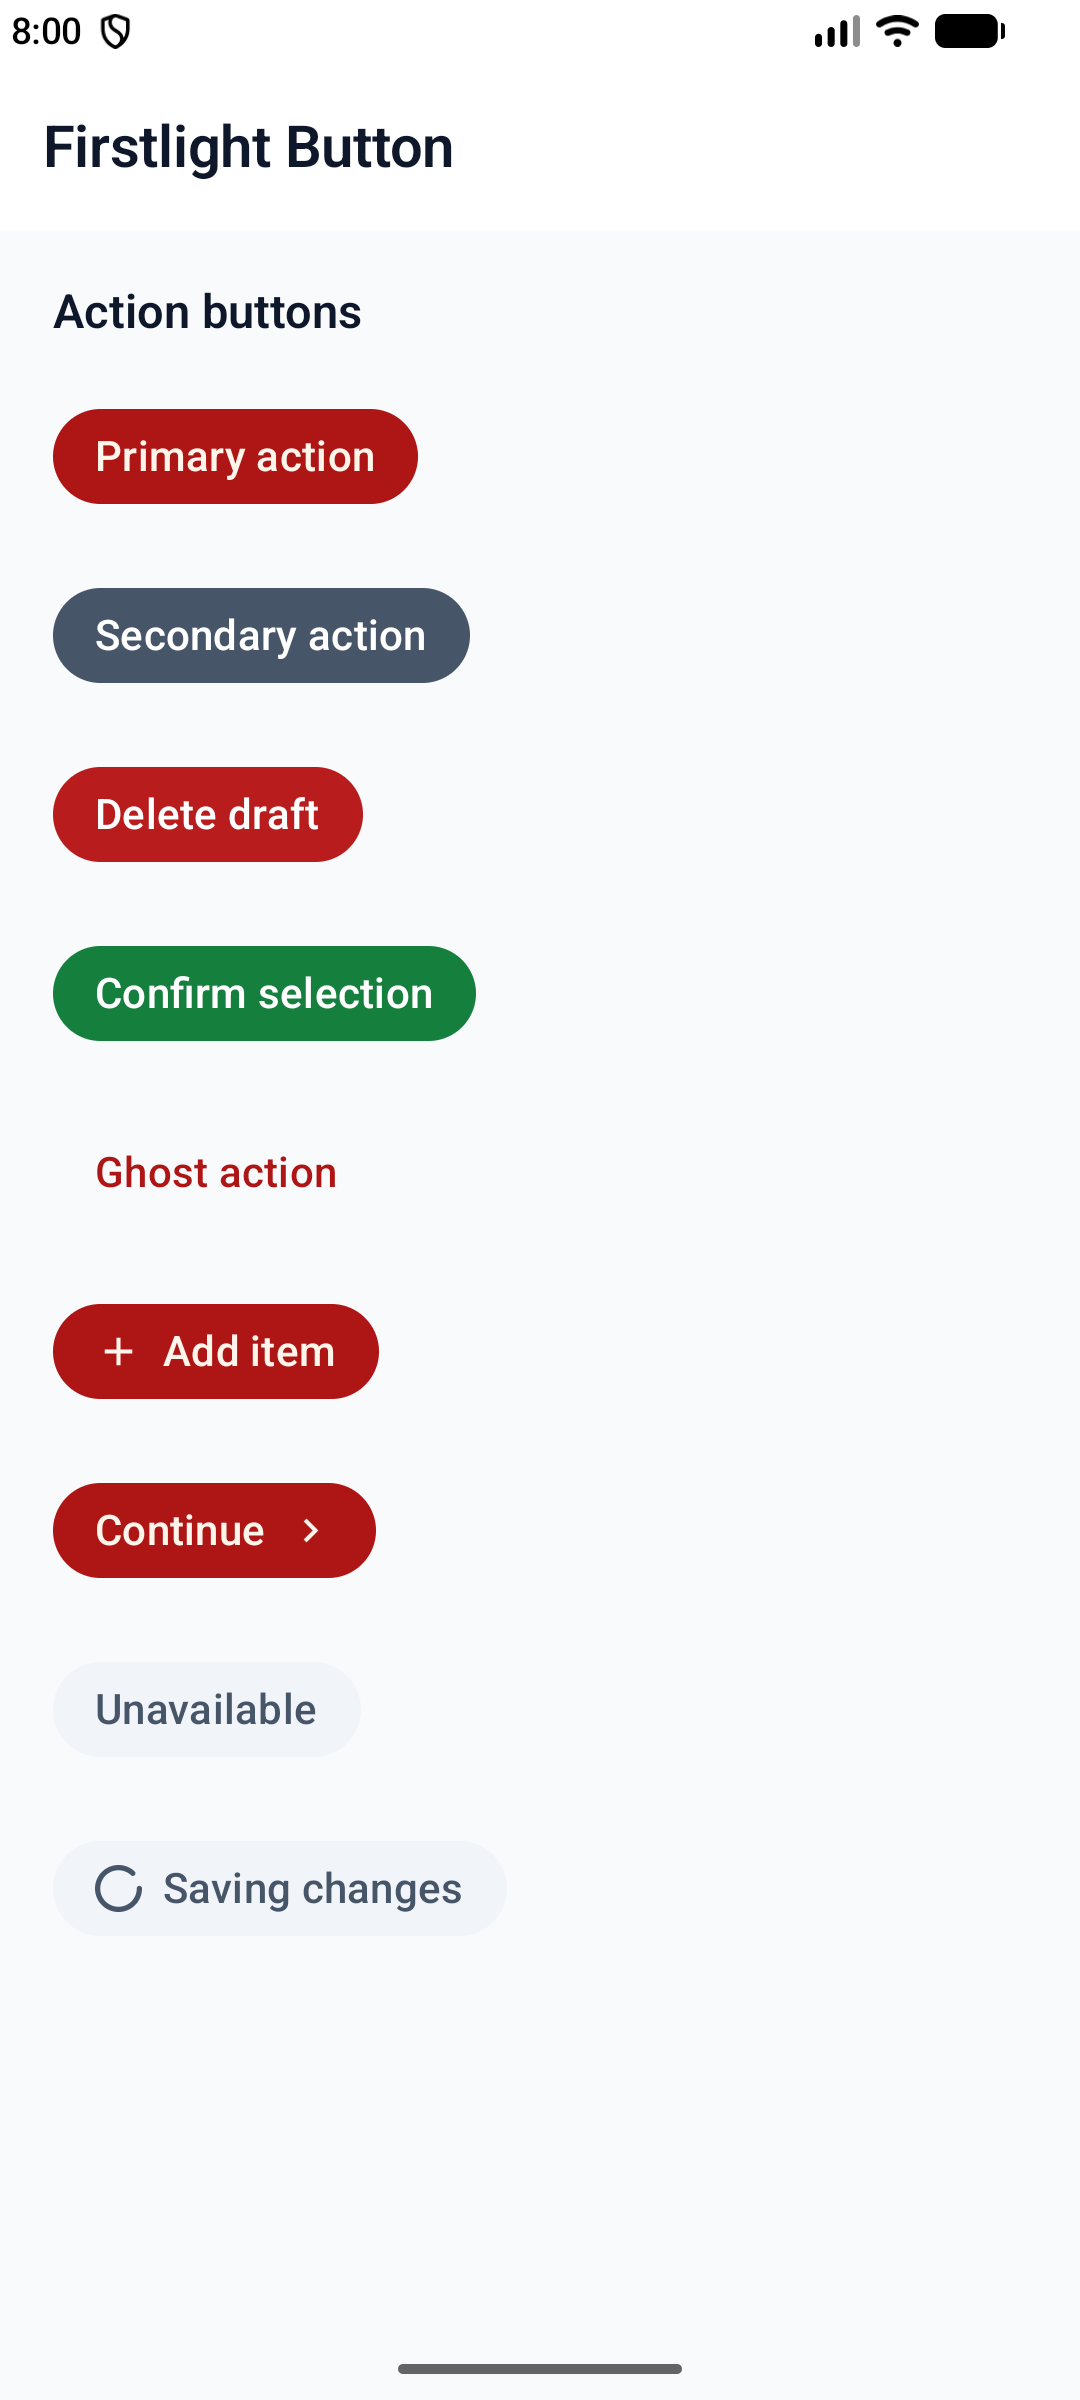 8:00
Firstlight Button
Action buttons
Primary action
Secondary action
Delete draft
Confirm selection
Ghost action
Add item
Continue
Unavailable
Saving changes